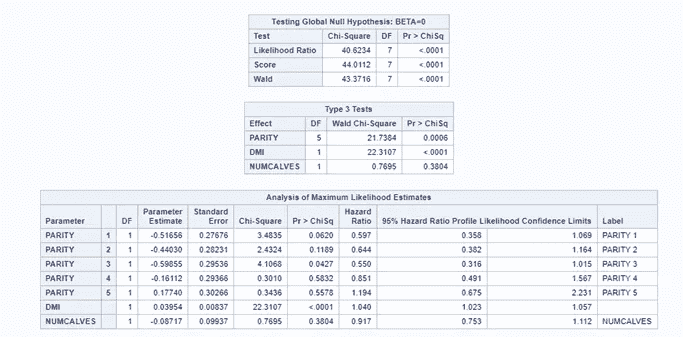 Testing Global Null Hypothesis: BETA=0
Test Chi-Square DF Pr > ChiSq
Likelihood Ratio 40.6234 7 <.0001
Score 44.0112 7 <.0001
Wald 43.3716 7 <.0001
Type 3 Tests
Effect DF Wald Chi-Square Pr > ChiSq
PARITY 5 21.7384 0.0006
DMI 1 22.3107 <.0001
NUMCALVES 1 0.7695 0.3804
Analysis of Maximum Likelihood Estimates
Parameter DF Parameter Estimate Standard Error Chi-Square Pr > ChiSq Hazard Ratio 95% Hazard Ratio Profile Likelihood Confidence Limits Label
PARITY 1 1 -0.51656 0.27676 3.4835 0.0620 0.597 0.358 1.069 PARITY 1
PARITY 2 1 -0.44030 0.28231 2.4324 0.1189 0.644 0.382 1.164 PARITY 2
PARITY 3 1 -0.59855 0.29536 4.1068 0.0427 0.550 0.316 1.015 PARITY 3
PARITY 4 1 -0.16112 0.29366 0.3010 0.5832 0.851 0.491 1.567 PARITY 4
PARITY 5 1 0.17740 0.30266 0.3436 0.5578 1.194 0.675 2.231 PARITY 5
DMI 1 0.03954 0.00837 22.3107 <.0001 1.040 1.023 1.057
NUMCALVES 1 -0.08717 0.09937 0.7695 0.3804 0.917 0.753 1.112 NUMCALVES